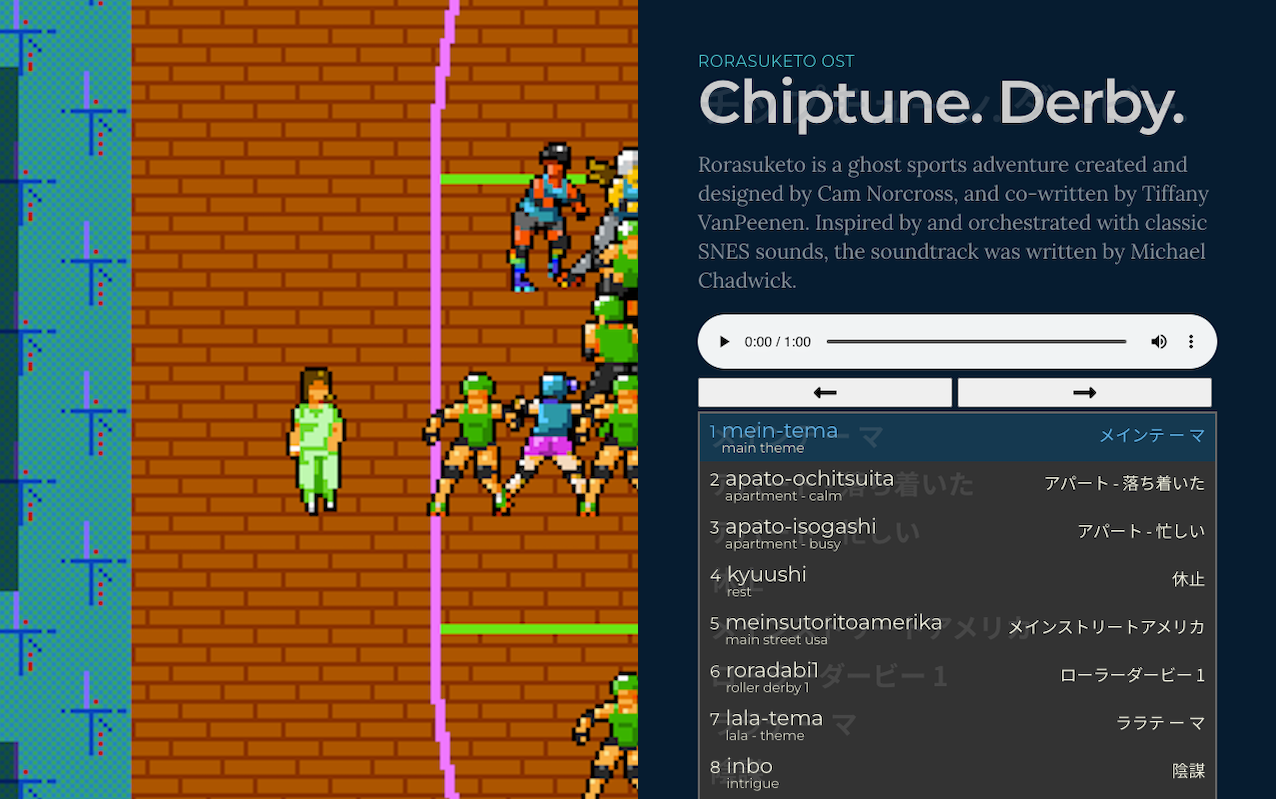 RORASUKETO OST
Chiptune. Derby.
Rorasuketo is a ghost sports adventure created and
designed by Cam Norcross, and co-written by Tiffany
VanPeenen. Inspired by and orchestrated with classic
SNES sounds, the soundtrack was written by Michael
Chadwick.
0:00 / 1:00
1 mein-tema メインテーマ
main theme
2 apato-ochitsuita アパート - 落ち着いた
apartment - calm
3 apato-isogashi アパート - 忙しい
apartment - busy
4 kyuushi 休止
rest
5 meinsutoritoamerika メインストリートアメリカ
main street usa
6 roradabi1 ローラーダービー 1
roller derby 1
7 lala-tema ララテーマ
lala - theme
8 inbo 陰謀
intrigue